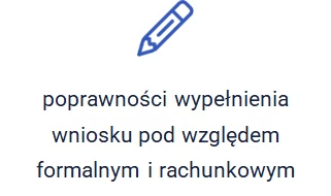 poprawności wypełnienia
wniosku pod względem
formalnym i rachunkowym